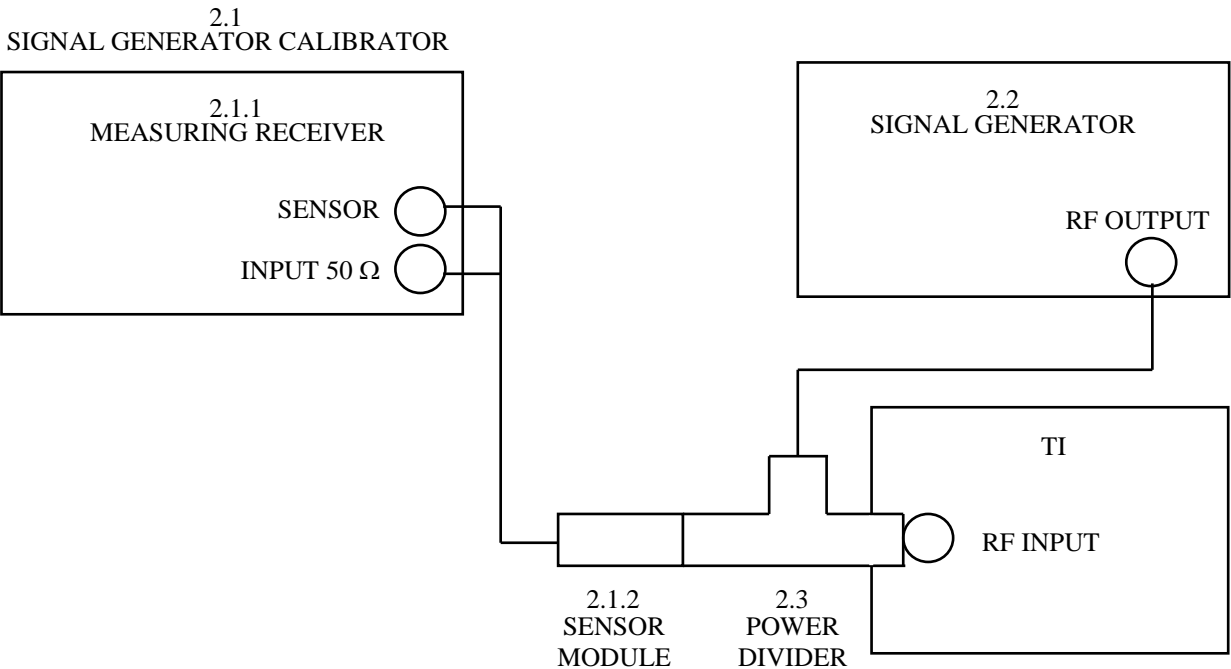 2.1
SIGNAL GENERATOR CALIBRATOR
2.1.1
MEASURING RECEIVER
SENSOR
INPUT 50 Ω
2.2
SIGNAL GENERATOR
RF OUTPUT
TI
RF INPUT
2.1.2
SENSOR
MODULE
2.3
POWER
DIVIDER